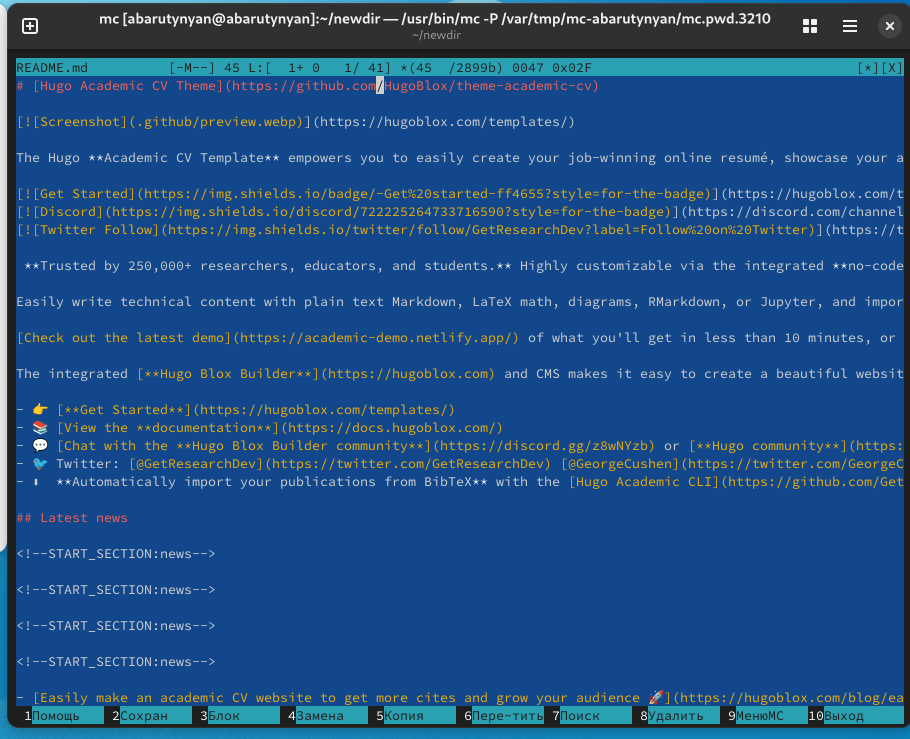 mc [abarutynyan@abarutynyan]:~/newdir — /usr/bin/mc -P /var/tmp/mc-abarutynyan/mc.pwd.3210
~/newdir
README.md [-M--] 45 L:[ 1+ 0 1/ 41] *(45 /2899b) 0047 0x02F [*][X]
# [Hugo Academic CV Theme](https://github.com/HugoBlox/theme-academic-cv)
[![Screenshot](.github/preview.webp)](https://hugoblox.com/templates/)
The Hugo **Academic CV Template** empowers you to easily create your job-winning online resumé, showcase your a
[![Get Started](https://img.shields.io/badge/-Get%20started-ff4655?style=for-the-badge)](https://hugoblox.com/t
[![Discord](https://img.shields.io/discord/722225264733716590?style=for-the-badge)](https://discord.com/channel
[![Twitter Follow](https://img.shields.io/twitter/follow/GetResearchDev?label=Follow%20on%20Twitter)](https://t
**Trusted by 250,000+ researchers, educators, and students.** Highly customizable via the integrated **no-code
Easily write technical content with plain text Markdown, LaTeX math, diagrams, RMarkdown, or Jupyter, and impor
[Check out the latest demo](https://academic-demo.netlify.app/) of what you'll get in less than 10 minutes, or
The integrated [**Hugo Blox Builder**](https://hugoblox.com) and CMS makes it easy to create a beautiful websit
- 👉 [**Get Started**](https://hugoblox.com/templates/)
- 📚 [View the **documentation**](https://docs.hugoblox.com/)
- 💬 [Chat with the **Hugo Blox Builder community**](https://discord.gg/z8wNYzb) or [**Hugo community**](https:
- 🐦 Twitter: [@GetResearchDev](https://twitter.com/GetResearchDev) [@GeorgeCushen](https://twitter.com/GeorgeC
- ⬇ **Automatically import your publications from BibTeX** with the [Hugo Academic CLI](https://github.com/Get
## Latest news
<!--START_SECTION:news-->
<!--START_SECTION:news-->
<!--START_SECTION:news-->
<!--START_SECTION:news-->
- [Easily make an academic CV website to get more cites and grow your audience 🚀](https://hugoblox.com/blog/ea
1Помощь 2Сохран 3Блок 4Замена 5Копия 6Пере~тить 7Поиск 8Удалить 9МенюMC 10Выход